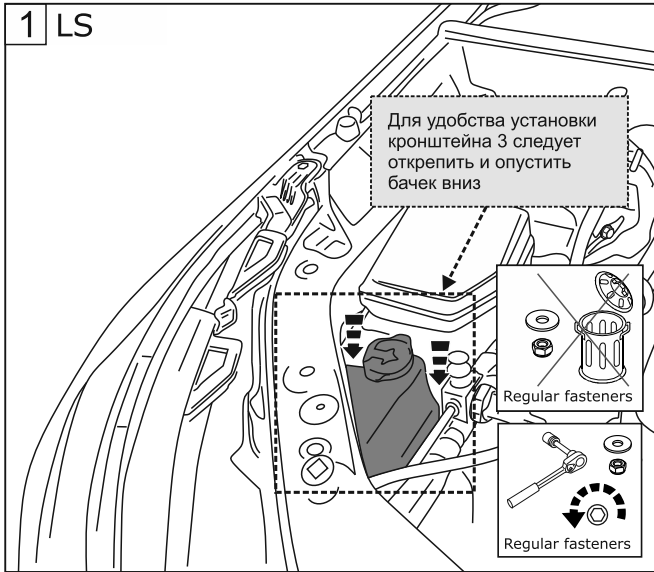 1 LS
Для удобства установки
кронштейна 3 следует
открепить и опустить
бачек вниз
Regular fasteners
Regular fasteners